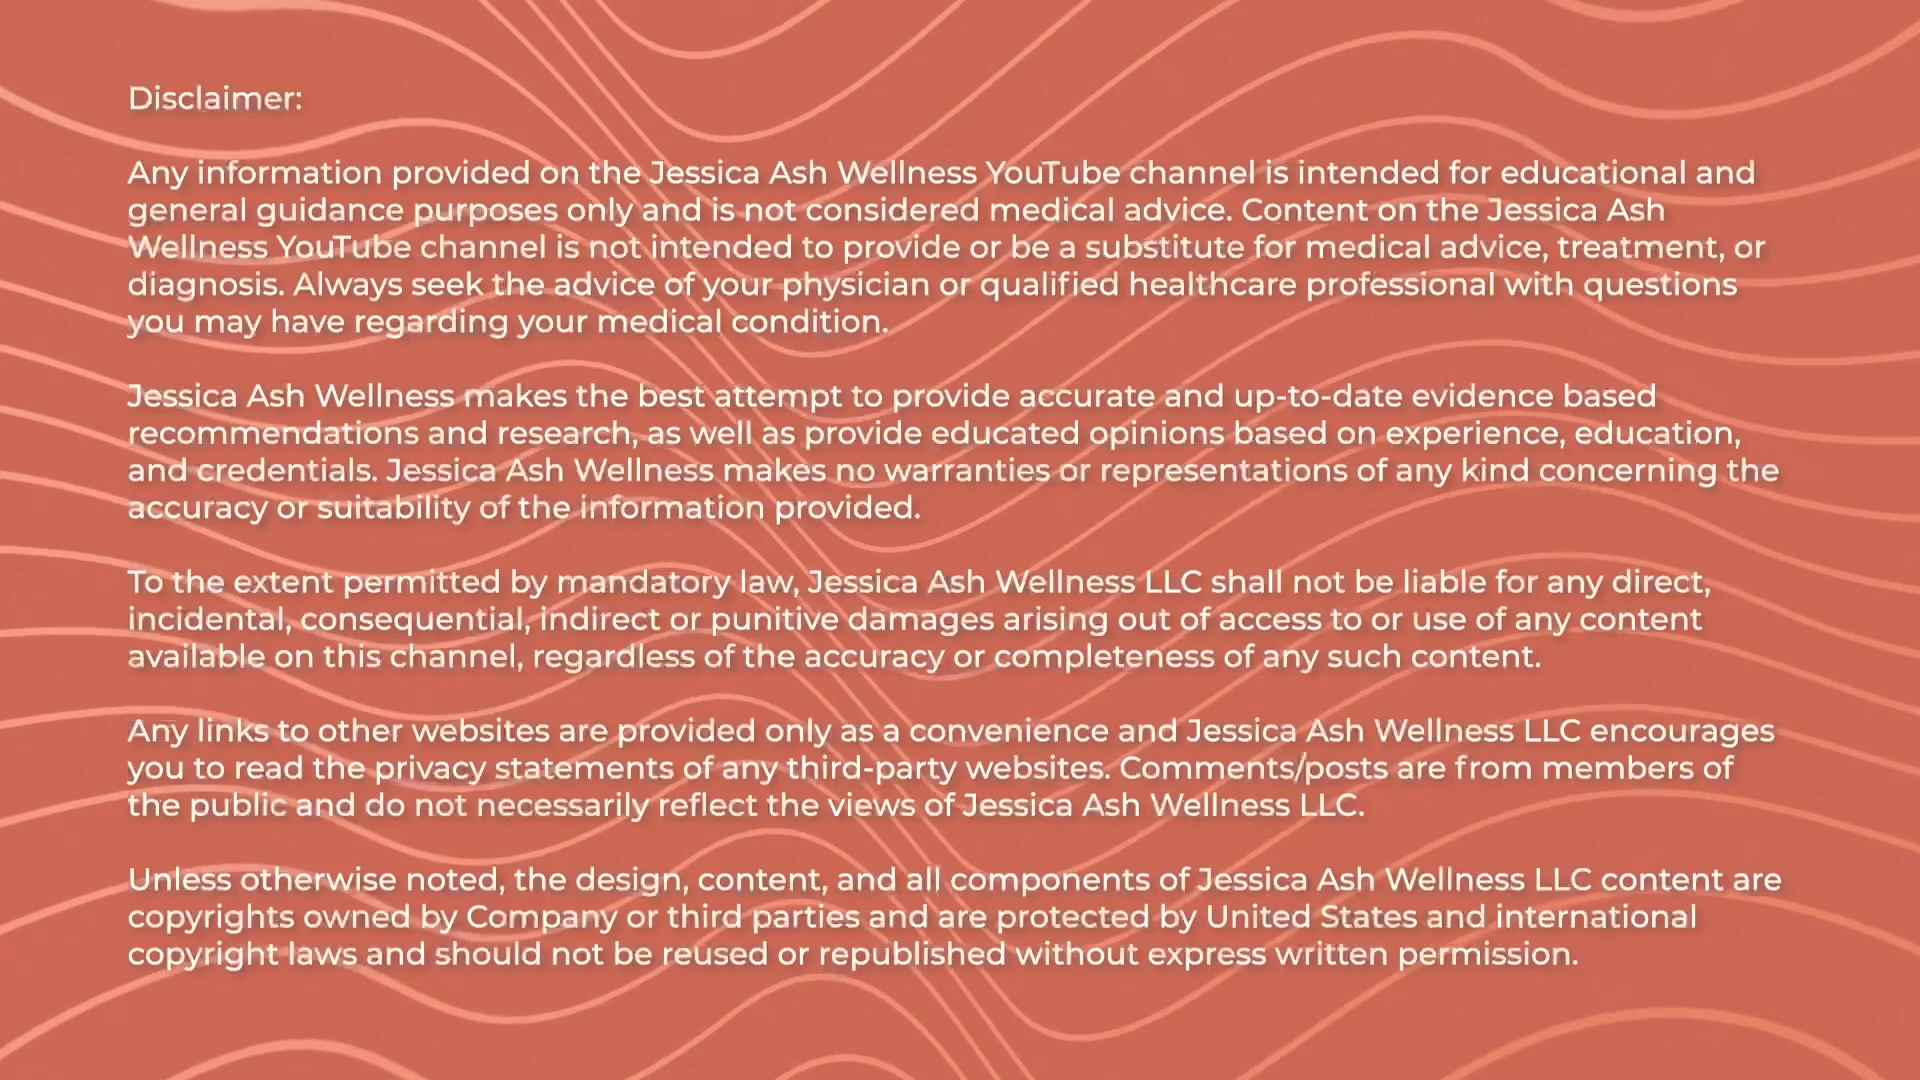 Disclaimer:
Any information provided on the Jessica Ash Wellness YouTube channel is intended for educational and
general guidance purposes only and is not considered medical advice. Content on the Jessica Ash
Wellness YouTube channel is not intended to provide or be a substitute for medical advice, treatment, or
diagnosis. Always seek the advice of your physician or qualified healthcare professional with questions
you may have regarding your medical condition.
Jessica Ash Wellness makes the best attempt to provide accurate and up-to-date evidence based
recommendations and research, as well as provide educated opinions based on experience, education,
and credentials. Jessica Ash Wellness makes no warranties or representations of any kind concerning the
accuracy or suitability of the information provided.
To the extent permitted by mandatory law, Jessica Ash Wellness LLC shall not be liable for any direct,
incidental, consequential, indirect or punitive damages arising out of access to or use of any content
available on this channel, regardless of the accuracy or completeness of any such content.
Any links to other websites are provided only as a convenience and Jessica Ash Wellness LLC encourages
you to read the privacy statements of any third-party websites. Comments/posts are from members of
the public and do not necessarily reflect the views of Jessica Ash Wellness LLC.
Unless otherwise noted, the design, content, and all components of Jessica Ash Wellness LLC content are
copyrights owned by Company or third parties and are protected by United States and international
copyright laws and should not be reused or republished without express written permission.